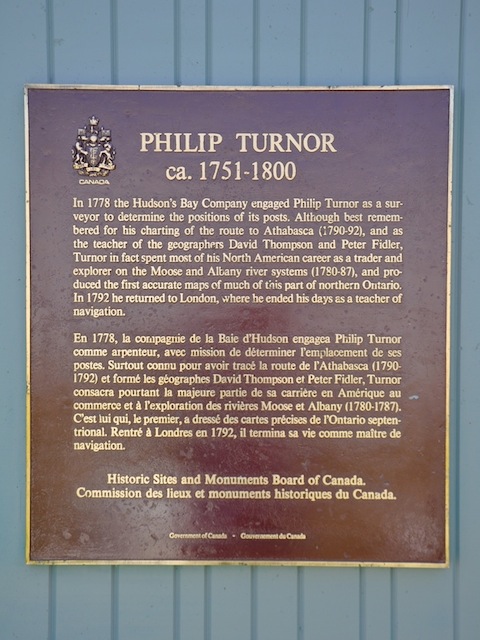 CANADA
PHILIP TURNOR
ca. 1751-1800
In 1778 the Hudson's Bay Company engaged Philip Turnor as a sur-
veyor to determine the positions of its posts. Although best remem-
bered for his charting of the route to Athabasca (1790-92), and as
the teacher of the geographers David Thompson and Peter Fidler,
Turnor in fact spent most of his North American career as a trader and
explorer on the Moose and Albany river systems (1780-87), and pro-
duced the first accurate maps of much of this part of northern Ontario.
In 1792 he returned to London, where he ended his days as a teacher of
navigation.
En 1778, la compagnie de la Baie d'Hudson engagea Philip Turnor
comme arpenteur, avec mission de déterminer l'emplacement de ses
postes. Surtout connu pour avoir tracé la route de l'Athabasca (1790-
1792) et formé les géographes David Thompson et Peter Fidler, Turnor
consacra pourtant la majeure partie de sa carrière en Amérique au
commerce et à l'exploration des rivières Moose et Albany (1780-1787).
C'est lui qui, le premier, a dressé des cartes précises de l'Ontario septen-
trional. Rentré à Londres en 1792, il termina sa vie comme maître de
navigation.
Historic Sites and Monuments Board of Canada.
Commission des lieux et monuments historiques du Canada.
Government of Canada - Gouvernement du Canada